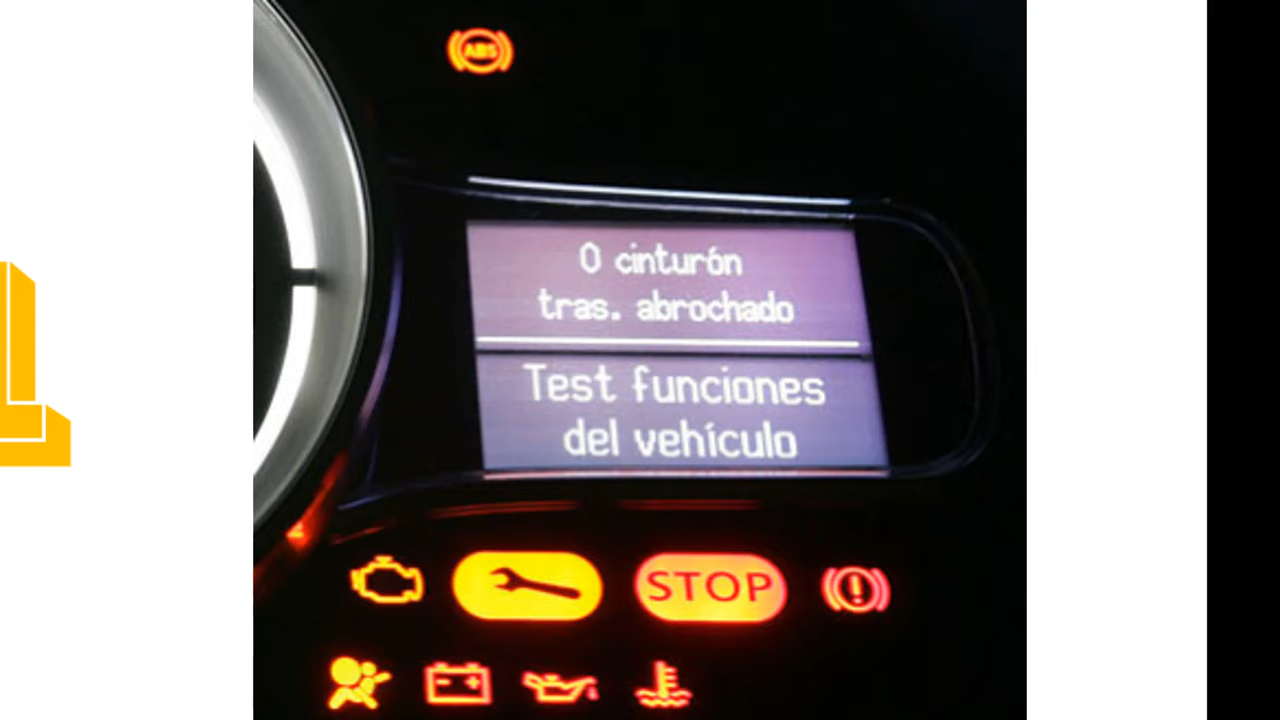 ABS
0 cinturón
tras. abrochado
Test funciones
del vehículo
STOP